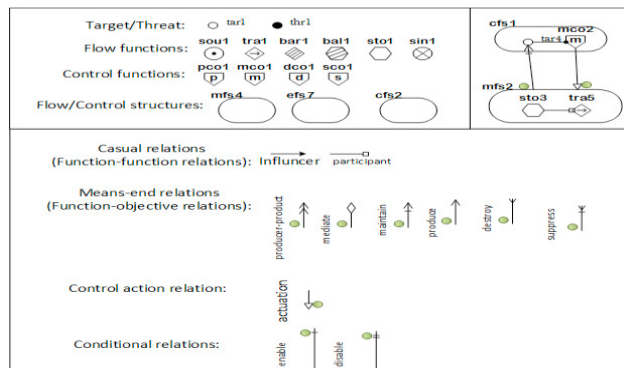 Target/Threat: tar1 thr1
Flow functions: sou1 tra1 bar1 bal1 sto1 sin1
Control functions: pco1 mco1 dco1 sco1
p m d s
Flow/Control structures: mfs4 efs7 cfs2
cfs1
mco2
tar4 m
mfs2
sto3 tra5
Casual relations
(Function-function relations): Influncer participant
Means-end relations
(Function-objective relations):
producer-product
mediate
maintain
produce
destroy
suppress
Control action relation:
actuation
Conditional relations:
enable
disable